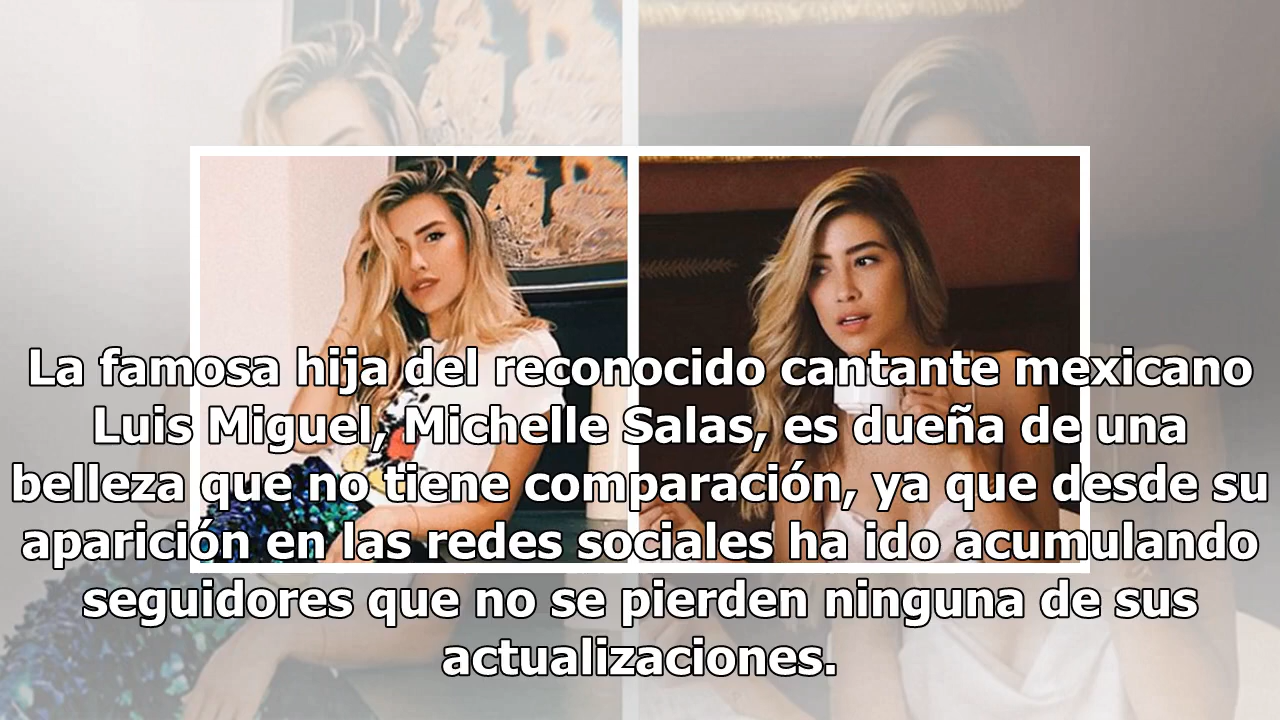 La famosa hija del reconocido cantante mexicano
Luis Miguel, Michelle Salas, es dueña de una
belleza que no tiene comparación, ya que desde su
aparición en las redes sociales ha ido acumulando
seguidores que no se pierden ninguna de sus
actualizaciones.